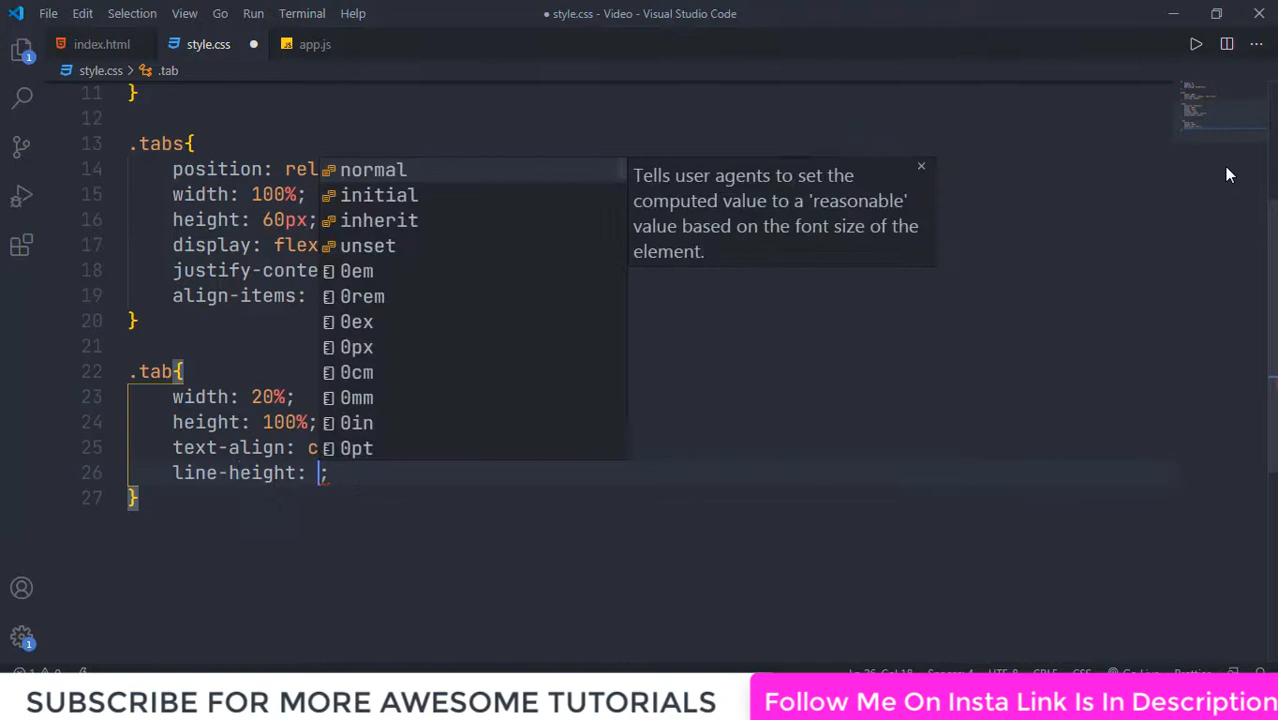 File Edit Selection View Go Run Terminal Help ● style.css - Video - Visual Studio Code
index.html style.css ● app.js
style.css > .tab
11 }
12
13 .tabs{
14 position: rel
15 width: 100%;
16 height: 60px;
17 display: flex
18 justify-conte
19 align-items:
20 }
21
22 .tab{
23 width: 20%;
24 height: 100%;
25 text-align: c
26 line-height: ;
27 }
normal
initial
inherit
unset
0em
0rem
0ex
0px
0cm
0mm
0in
0pt
Tells user agents to set the
computed value to a 'reasonable'
value based on the font size of the
element.
1
1
SUBSCRIBE FOR MORE AWESOME TUTORIALS
Follow Me On Insta Link Is In Description